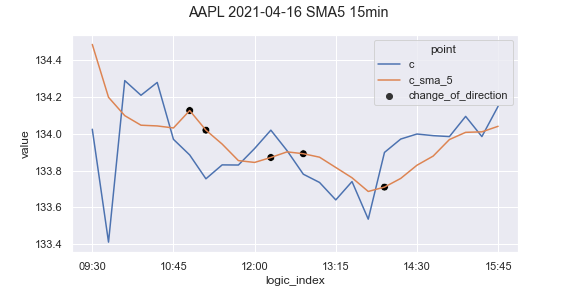 AAPL 2021-04-16 SMA5 15min
point
c
c_sma_5
change_of_direction
134.4
134.2
134.0
133.8
133.6
133.4
value
09:30 10:45 12:00 13:15 14:30 15:45
logic_index